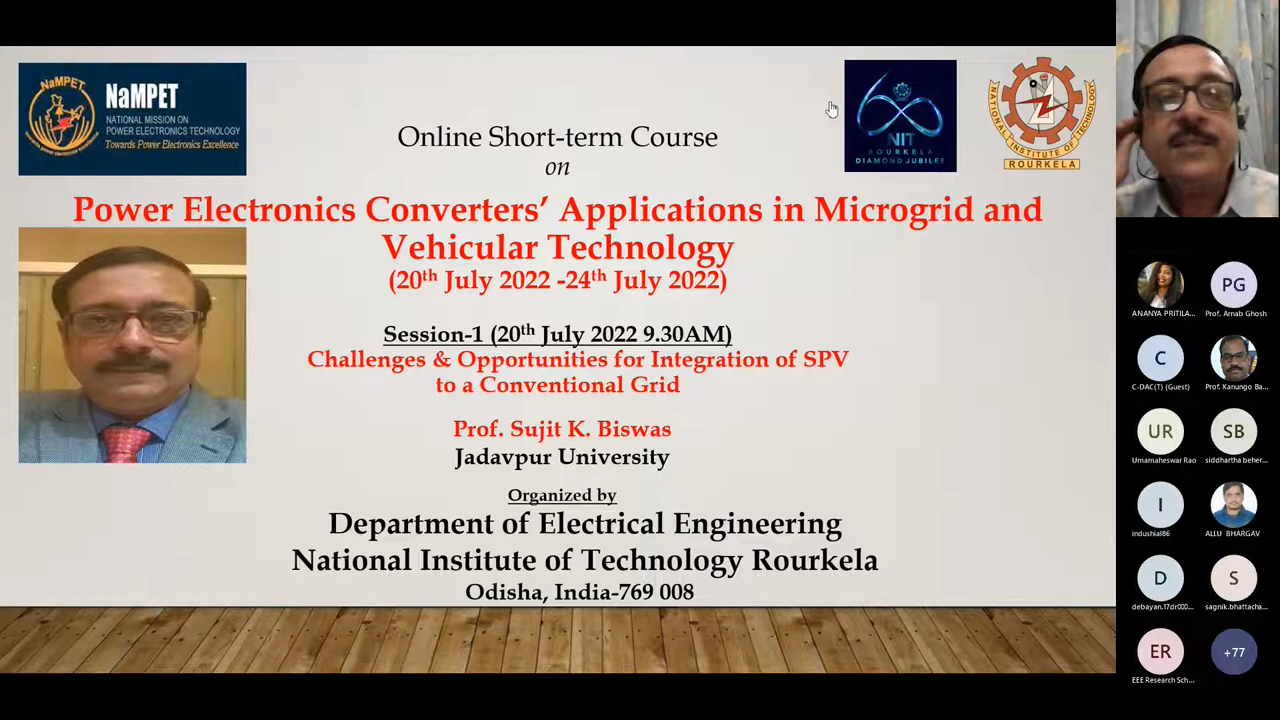 NaMPET
NaMPET
NATIONAL MISSION ON
POWER ELECTRONICS TECHNOLOGY
Towards Power Electronics Excellence
NIT
ROURKELA
DIAMOND JUBILEE
NATIONAL INSTITUTE OF TECHNOLOGY
ROURKELA
Online Short-term Course
on
Power Electronics Converters’ Applications in Microgrid and
Vehicular Technology
(20th July 2022 -24th July 2022)
Session-1 (20th July 2022 9.30AM)
Challenges & Opportunities for Integration of SPV
to a Conventional Grid
Prof. Sujit K. Biswas
Jadavpur University
Organized by
Department of Electrical Engineering
National Institute of Technology Rourkela
Odisha, India-769 008
PG
ANANYA PRITILA...
Prof. Arnab Ghosh
C
C-DAC(T) (Guest)
Prof. Kanungo Ba...
UR
SB
Umamaheswar Rao
siddhartha beher...
I
indushial86
ALLU BHARGAV
D
S
debayan.17dr000...
sagnik.bhattacha...
ER
+77
EEE Research Sch...